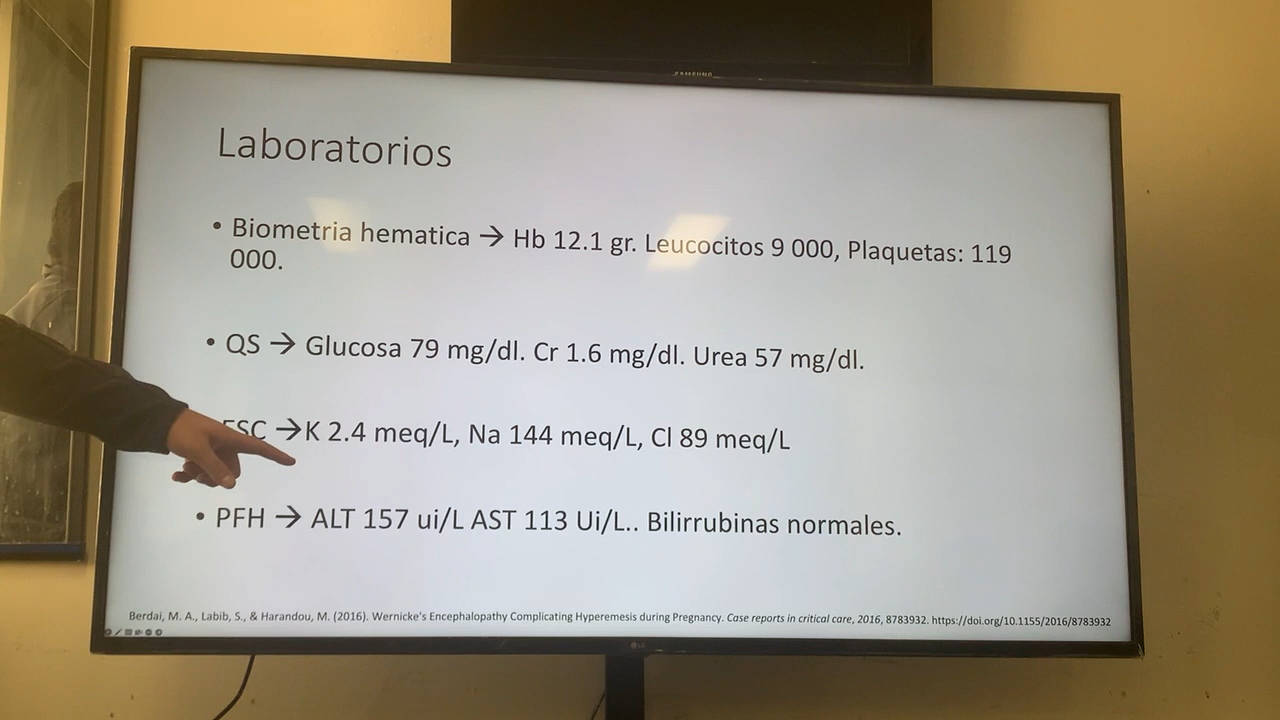 SAMSUNG
Laboratorios
• Biometria hematica → Hb 12.1 gr. Leucocitos 9 000, Plaquetas: 119
000.
• QS → Glucosa 79 mg/dl. Cr 1.6 mg/dl. Urea 57 mg/dl.
ESC →K 2.4 meq/L, Na 144 meq/L, Cl 89 meq/L
• PFH → ALT 157 ui/L AST 113 Ui/L.. Bilirrubinas normales.
Berdai, M. A., Labib, S., & Harandou, M. (2016). Wernicke's Encephalopathy Complicating Hyperemesis during Pregnancy. Case reports in critical care, 2016, 8783932. https://doi.org/10.1155/2016/8783932
LG